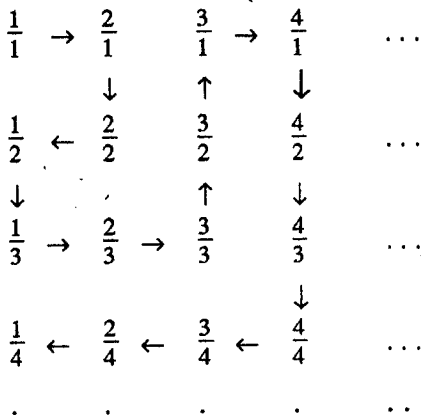 1/1 → 2/1 3/1 → 4/1 ...
↓ ↑ ↓
1/2 ← 2/2 3/2 4/2 ...
↓ ↑ ↓
1/3 → 2/3 → 3/3 4/3 ...
↓
1/4 ← 2/4 ← 3/4 ← 4/4 ...
. . . . . .